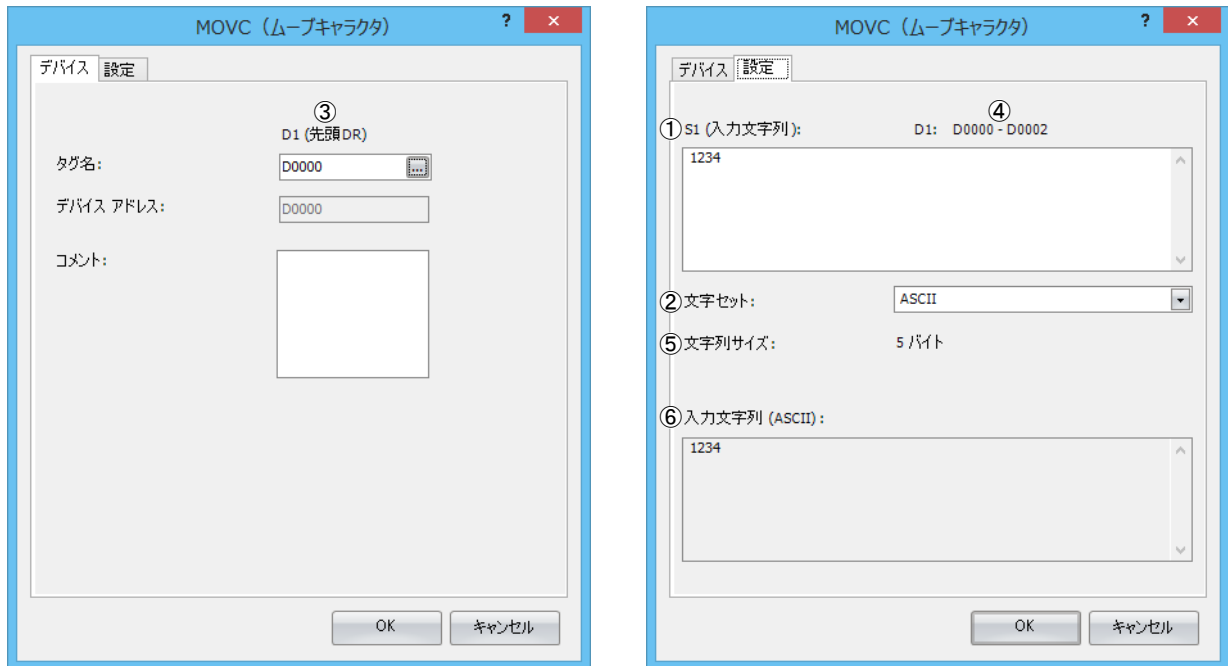 MOVC（ムーブキャラクタ） ? ×
デバイス 設定
③
D1 (先頭DR)
タグ名: D0000 ...
デバイス アドレス: D0000
コメント:
OK キャンセル
MOVC（ムーブキャラクタ） ? ×
デバイス 設定
④
①S1 (入力文字列): D1: D0000 - D0002
1234
②文字セット: ASCII
⑤文字列サイズ: 5 バイト
⑥入力文字列 (ASCII) :
1234
OK キャンセル